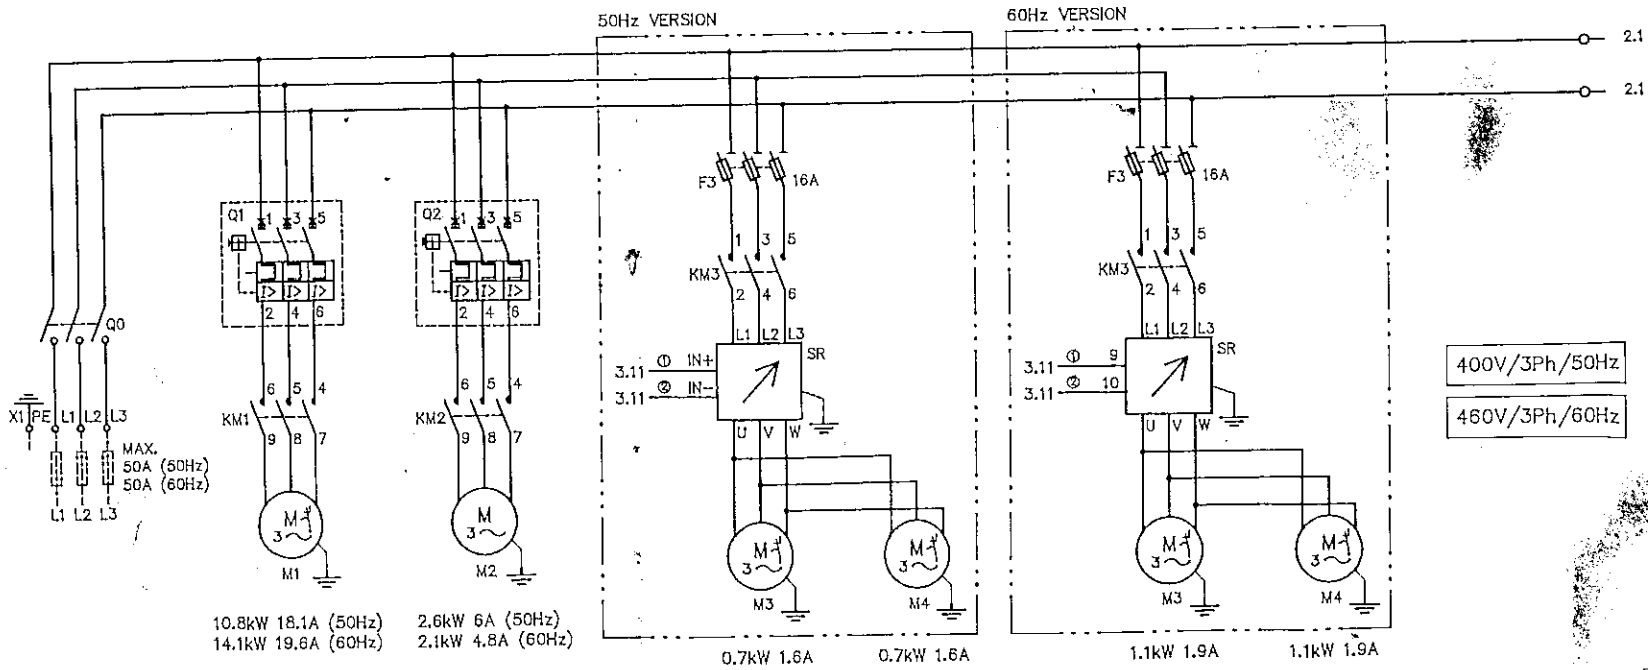 50Hz VERSION
60Hz VERSION
2.1
2.1
Q1 1 3 5
Q2 1 3 5
F3 16A
F3 16A
1 3 5
KM3
2 4 6
1 3 5
KM3
2 4 6
I> I> I>
2 4 6
I> I> I>
2 4 6
Q0
L1 L2 L3
SR
3.11 ① IN+
3.11 ② IN-
U V W
L1 L2 L3
SR
3.11 ① 9
3.11 ② 10
U V W
400V/3Ph/50Hz
460V/3Ph/60Hz
6 5 4
KM1
9 8 7
6 5 4
KM2
9 8 7
X1 PE L1 L2 L3
MAX.
50A (50Hz)
50A (60Hz)
L1 L2 L3
M
3
M1
M
3
M2
M
3
M3
M
3
M4
M
3
M3
M
3
M4
10.8kW 18.1A (50Hz)
14.1kW 19.6A (60Hz)
2.6kW 6A (50Hz)
2.1kW 4.8A (60Hz)
0.7kW 1.6A
0.7kW 1.6A
1.1kW 1.9A
1.1kW 1.9A